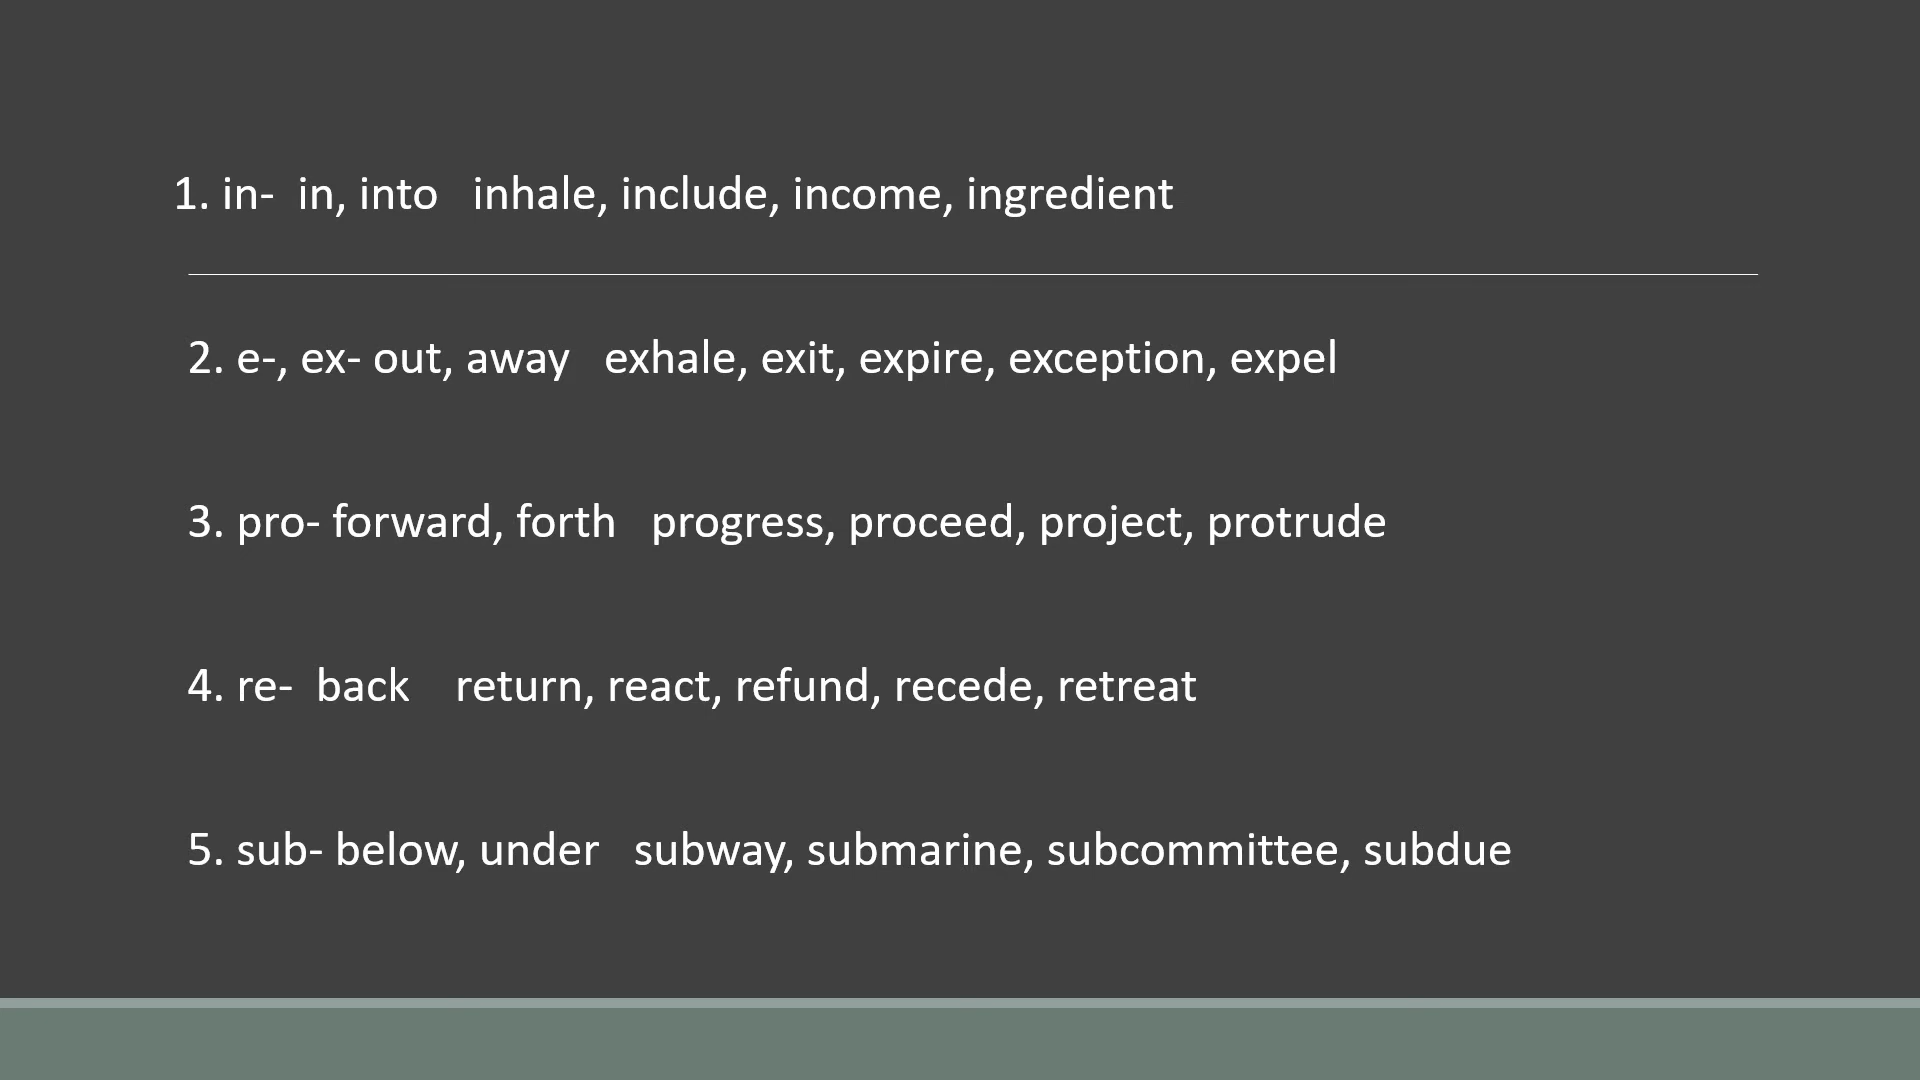 1. in-  in, into   inhale, include, income, ingredient
2. e-, ex- out, away   exhale, exit, expire, exception, expel
3. pro- forward, forth   progress, proceed, project, protrude
4. re-  back    return, react, refund, recede, retreat
5. sub- below, under   subway, submarine, subcommittee, subdue